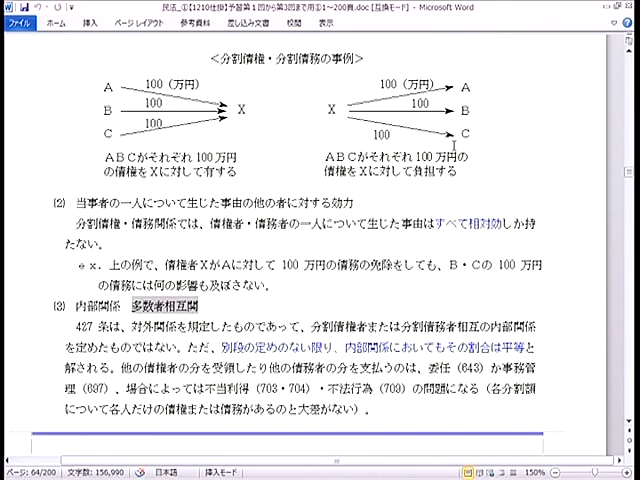 民法_①【1210仕掛】予習第１回から第3回まで用①1～200頁.doc [互換モード] - Microsoft Word
ファイル ホーム 挿入 ページ レイアウト 参考資料 差し込み文書 校閲 表示
＜分割債権・分割債務の事例＞
A 100（万円） 100（万円） A
B 100 X X 100 B
C 100 100 C
ＡＢＣがそれぞれ 100 万円 ＡＢＣがそれぞれ 100 万円の
の債権をＸに対して有する 債権をＸに対して負担する
(2) 当事者の一人について生じた事由の他の者に対する効力
分割債権・債務関係では、債権者・債務者の一人について生じた事由はすべて相対効しか持
たない。
ｅｘ．上の例で、債権者ＸがＡに対して 100 万円の債務の免除をしても、Ｂ・Ｃの 100 万円
の債務には何の影響も及ぼさない。
(3) 内部関係 多数者相互関
427 条は、対外関係を規定したものであって、分割債権者または分割債務者相互の内部関係
を定めたものではない。ただ、別段の定めのない限り、内部関係においてもその割合は平等と
解される。他の債権者の分を受領したり他の債務者の分を支払うのは、委任（643）か事務管
理（697）、場合によっては不当利得（703・704）・不法行為（709）の問題になる（各分割額
について各人だけの債権または債務があるのと大差がない）。
ページ: 64/200 文字数: 156,990 日本語 挿入モード 150%